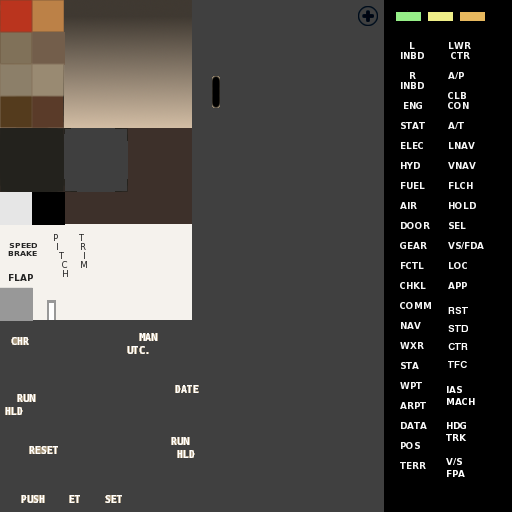 L
INBD
R
INBD
ENG
STAT
ELEC
HYD
FUEL
AIR
DOOR
GEAR
FCTL
CHKL
COMM
NAV
WXR
STA
WPT
ARPT
DATA
POS
TERR
LWR
CTR
A/P
CLB
CON
A/T
LNAV
VNAV
FLCH
HOLD
SEL
VS/FDA
LOC
APP
RST
STD
CTR
TFC
IAS
MACH
HDG
TRK
V/S
FPA
SPEED
BRAKE
FLAP
PITCH
TRIM
CHR
MAN
UTC.
DATE
RUN
HLD
RUN
HLD
RESET
PUSH ET SET